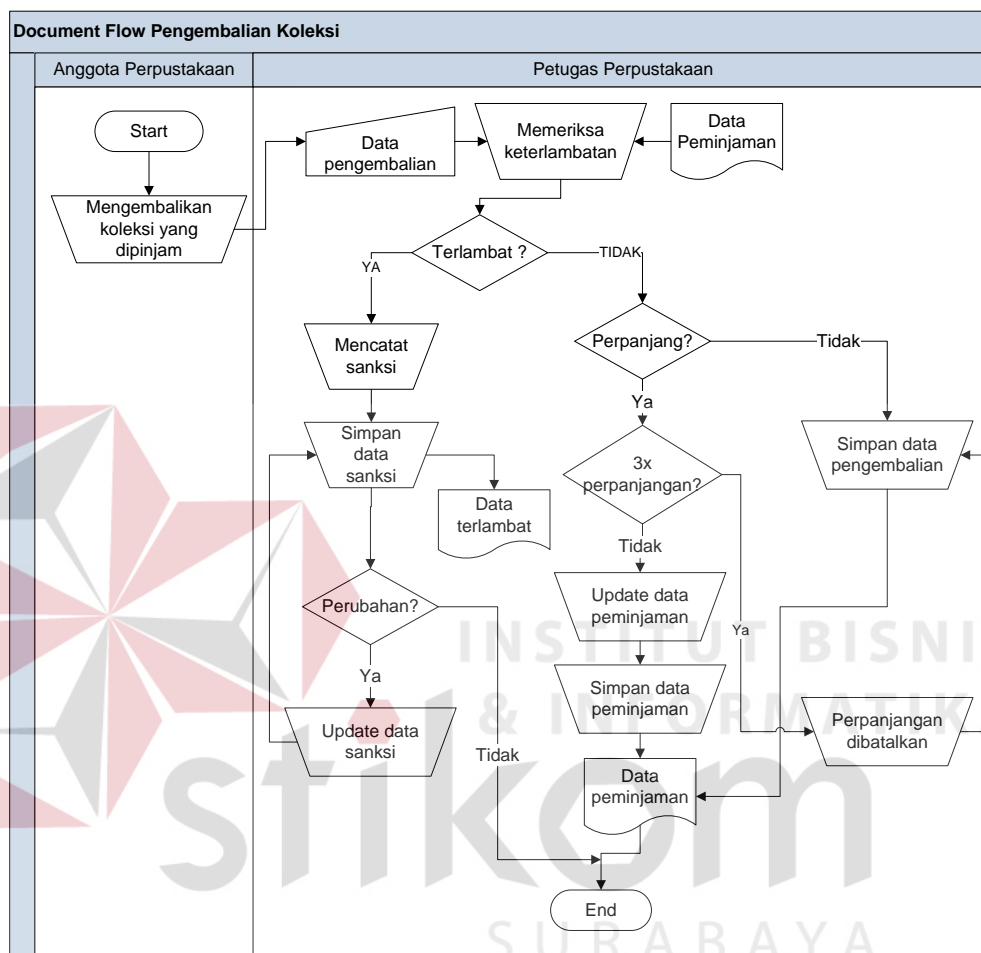 Document Flow Pengembalian Koleksi
Anggota Perpustakaan
Petugas Perpustakaan
Start
Data
pengembalian
Memeriksa
keterlambatan
Data
Peminjaman
Mengembalikan
koleksi yang
dipinjam
Terlambat ?
YA
TIDAK
Mencatat
sanksi
Perpanjang?
Tidak
Ya
Simpan
data
sanksi
3x
perpanjangan?
Simpan data
pengembalian
Data
terlambat
Tidak
Perubahan?
Update data
peminjaman
Ya
Ya
Simpan data
peminjaman
Update data
sanksi
Perpanjangan
dibatalkan
Tidak
Data
peminjaman
End
INSTITUT BISNI
& INFORMATIK
stikom
SURABAYA